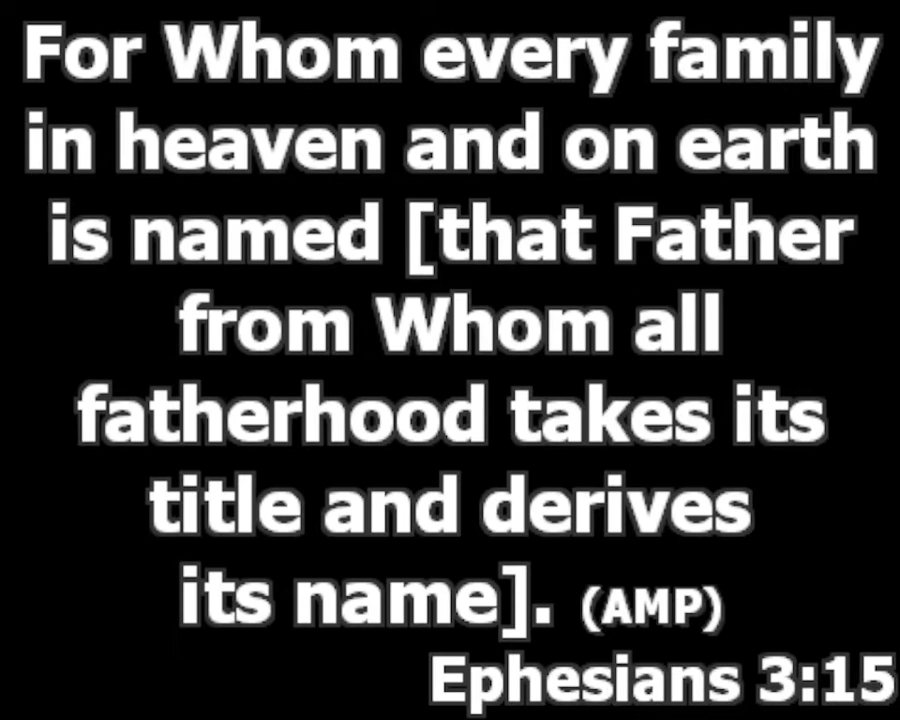 For Whom every family
in heaven and on earth
is named [that Father
from Whom all
fatherhood takes its
title and derives
its name]. (AMP)
Ephesians 3:15